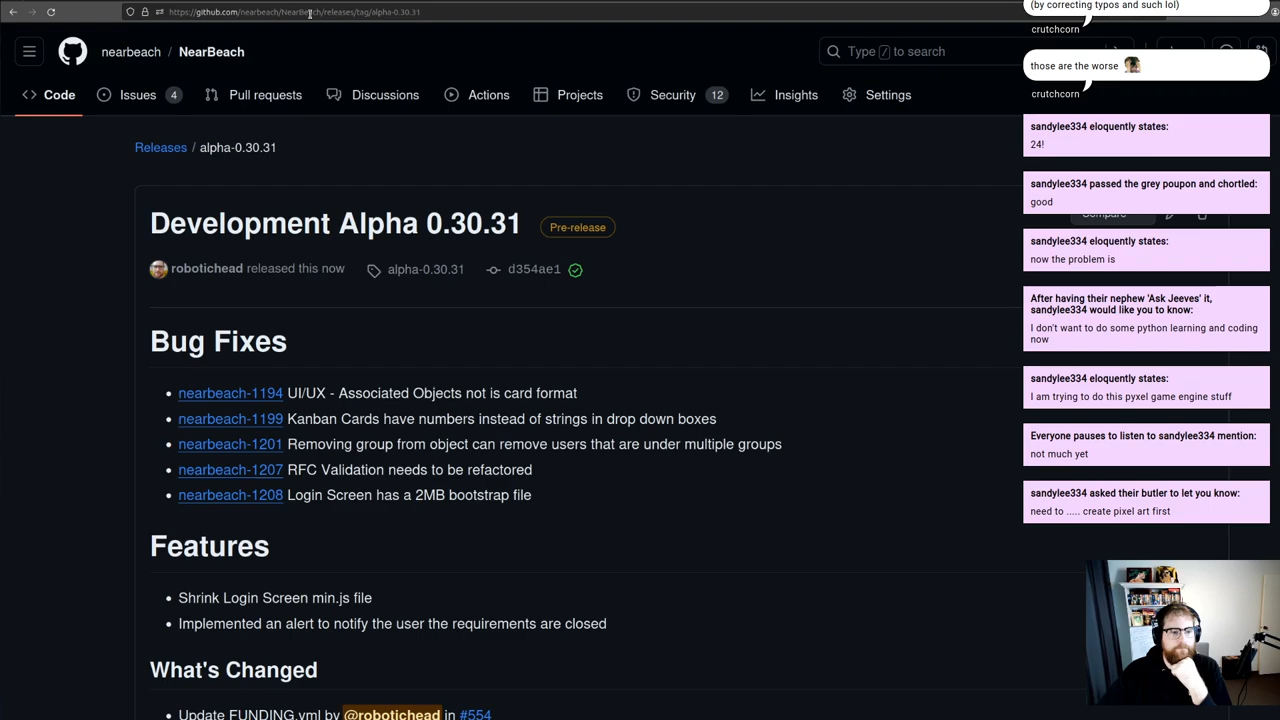 https://github.com/nearbeach/NearBeach/releases/tag/alpha-0.30.31
nearbeach / NearBeach
Type / to search
Code
Issues 4
Pull requests
Discussions
Actions
Projects
Security 12
Insights
Settings
Releases / alpha-0.30.31
Development Alpha 0.30.31
Pre-release
robotichead released this now
alpha-0.30.31
d354ae1
Compare
Bug Fixes
• nearbeach-1194 UI/UX - Associated Objects not is card format
• nearbeach-1199 Kanban Cards have numbers instead of strings in drop down boxes
• nearbeach-1201 Removing group from object can remove users that are under multiple groups
• nearbeach-1207 RFC Validation needs to be refactored
• nearbeach-1208 Login Screen has a 2MB bootstrap file
Features
• Shrink Login Screen min.js file
• Implemented an alert to notify the user the requirements are closed
What's Changed
• Update FUNDING.yml by @robotichead in #554
(by correcting typos and such lol)
crutchcorn
those are the worse
crutchcorn
sandylee334 eloquently states:
24!
sandylee334 passed the grey poupon and chortled:
good
sandylee334 eloquently states:
now the problem is
After having their nephew 'Ask Jeeves' it,
sandylee334 would like you to know:
I don't want to do some python learning and coding
now
sandylee334 eloquently states:
I am trying to do this pyxel game engine stuff
Everyone pauses to listen to sandylee334 mention:
not much yet
sandylee334 asked their butler to let you know:
need to ..... create pixel art first